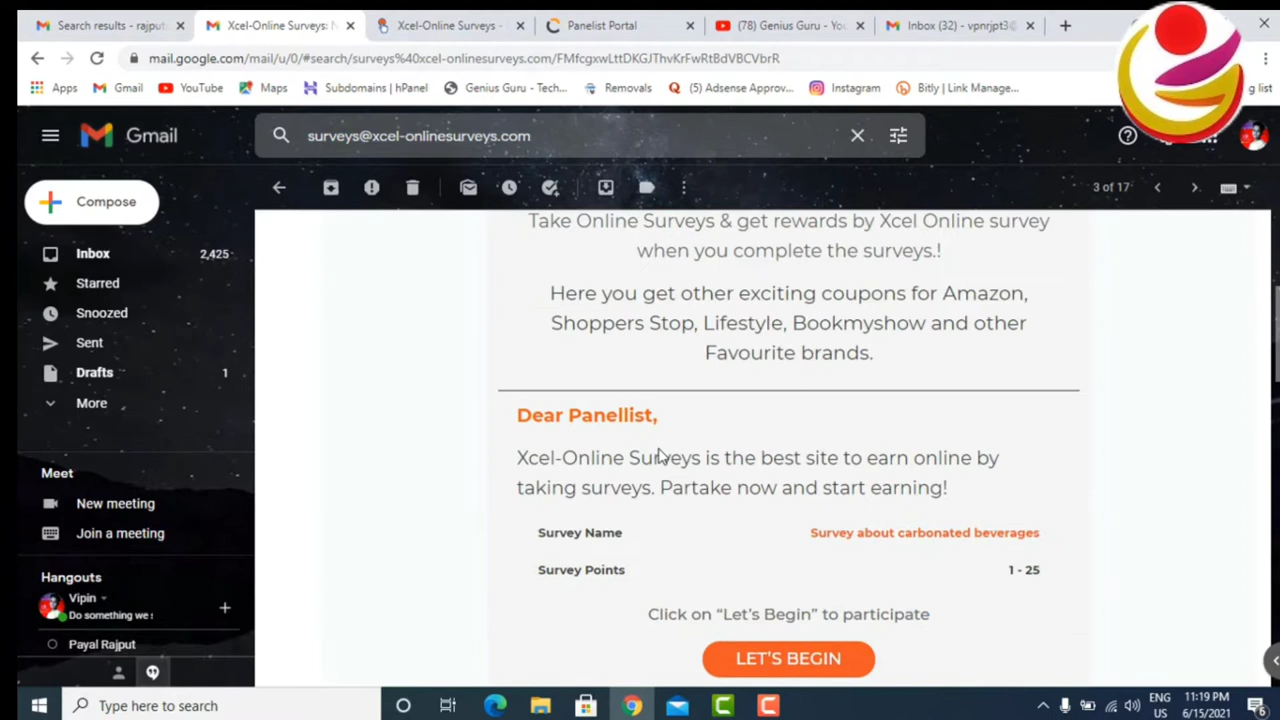 Search results - rajput
Xcel-Online Surveys: N
Xcel-Online Surveys -
Panelist Portal
(78) Genius Guru - Yo
Inbox (32) - vpnrjpt3@
mail.google.com/mail/u/0/#search/surveys%40xcel-onlinesurveys.com/FMfcgxwLttDKGJThvKrFwRtBdVBCVbrR
Apps
Gmail
YouTube
Maps
Subdomains | hPanel
Genius Guru - Tech...
Removals
(5) Adsense Approv...
Instagram
Bitly | Link Manage...
g list
Gmail
surveys@xcel-onlinesurveys.com
Compose
3 of 17
Inbox 2,425
Starred
Snoozed
Sent
Drafts 1
More
Meet
New meeting
Join a meeting
Hangouts
Vipin
Do something we s
Payal Rajput
Take Online Surveys & get rewards by Xcel Online survey
when you complete the surveys.!
Here you get other exciting coupons for Amazon,
Shoppers Stop, Lifestyle, Bookmyshow and other
Favourite brands.
Dear Panellist,
Xcel-Online Surveys is the best site to earn online by
taking surveys. Partake now and start earning!
Survey Name Survey about carbonated beverages
Survey Points 1 - 25
Click on “Let’s Begin” to participate
LET’S BEGIN
Type here to search
ENG
US
11:19 PM
6/15/2021
6